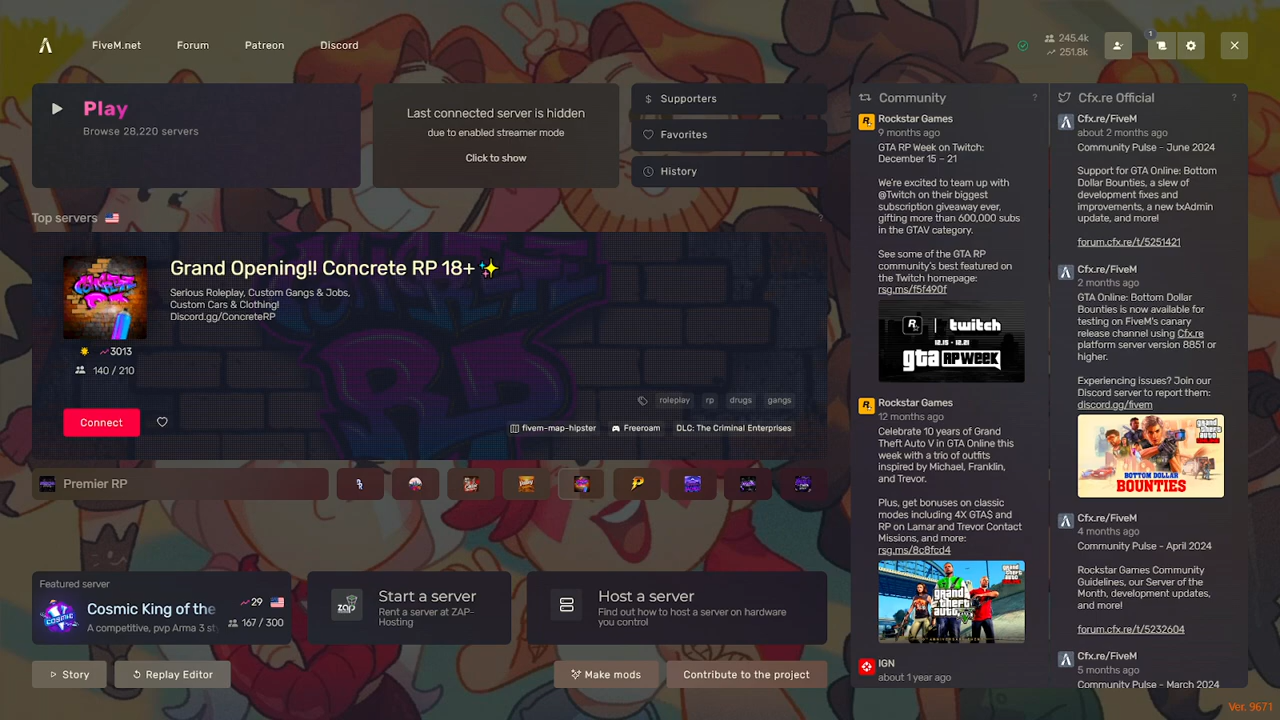 FiveM.net
Forum
Patreon
Discord
245.4k
251.8k
1
Play
Browse 28,220 servers
Last connected server is hidden
due to enabled streamer mode
Click to show
$ Supporters
Favorites
History
Top servers
?
Grand Opening!! Concrete RP 18+✨
Serious Roleplay, Custom Gangs & Jobs,
Custom Cars & Clothing!
Discord.gg/ConcreteRP
3013
140 / 210
Connect
roleplay
rp
drugs
gangs
fivem-map-hipster
Freeroam
DLC: The Criminal Enterprises
Premier RP
Featured server
Cosmic King of the
A competitive, pvp Arma 3 st
29
167 / 300
ZAP
Start a server
Rent a server at ZAP-
Hosting
Host a server
Find out how to host a server on hardware
you control
Story
Replay Editor
Make mods
Contribute to the project
Community
?
Rockstar Games
9 months ago
GTA RP Week on Twitch:
December 15 – 21
We're excited to team up with
@Twitch on their biggest
subscription giveaway ever,
gifting more than 600,000 subs
in the GTAV category.
See some of the GTA RP
community's best featured on
the Twitch homepage:
rsg.ms/f5f490f
R* | twitch
12.15 - 12.21
gta RP WEEK
Rockstar Games
12 months ago
Celebrate 10 years of Grand
Theft Auto V in GTA Online this
week with a trio of outfits
inspired by Michael, Franklin,
and Trevor.
Plus, get bonuses on classic
modes including 4X GTA$ and
RP on Lamar and Trevor Contact
Missions, and more:
rsg.ms/8c8fcd4
grand theft auto
IGN
about 1 year ago
Cfx.re Official
?
Cfx.re/FiveM
about 2 months ago
Community Pulse – June 2024
Support for GTA Online: Bottom
Dollar Bounties, a slew of
development fixes and
improvements, a new txAdmin
update, and more!
forum.cfx.re/t/5251421
Cfx.re/FiveM
2 months ago
GTA Online: Bottom Dollar
Bounties is now available for
testing on FiveM's canary
release channel using Cfx.re
platform server version 8851 or
higher.
Experiencing issues? Join our
Discord server to report them:
discord.gg/fivem
grand theft auto
BOTTOM DOLLAR
BOUNTIES
Cfx.re/FiveM
4 months ago
Community Pulse – April 2024
Rockstar Games Community
Guidelines, our Server of the
Month, development updates,
and more!
forum.cfx.re/t/5232604
Cfx.re/FiveM
5 months ago
Community Pulse – March 2024
Ver. 9671